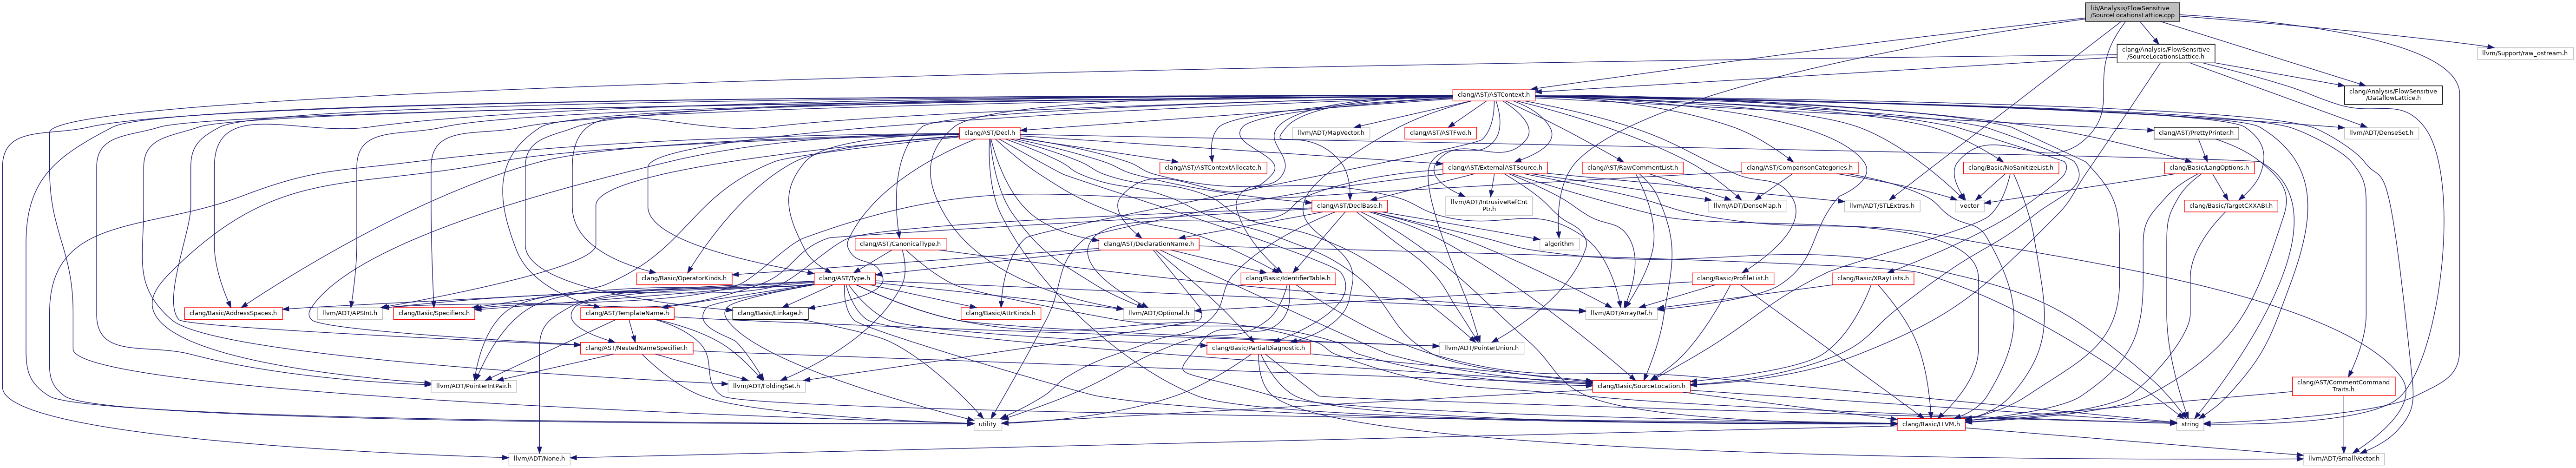 lib/Analysis/FlowSensitive
/SourceLocationsLattice.cpp
clang/Analysis/FlowSensitive
/SourceLocationsLattice.h
llvm/Support/raw_ostream.h
clang/AST/ASTContext.h
clang/Analysis/FlowSensitive
/DataflowLattice.h
clang/AST/Decl.h
llvm/ADT/MapVector.h
clang/AST/ASTFwd.h
clang/AST/PrettyPrinter.h
llvm/ADT/DenseSet.h
clang/AST/ASTContextAllocate.h
clang/AST/ExternalASTSource.h
clang/AST/RawCommentList.h
clang/AST/ComparisonCategories.h
clang/Basic/NoSanitizeList.h
clang/Basic/LangOptions.h
clang/AST/DeclBase.h
llvm/ADT/IntrusiveRefCnt
Ptr.h
llvm/ADT/DenseMap.h
llvm/ADT/STLExtras.h
vector
clang/Basic/TargetCXXABI.h
clang/AST/CanonicalType.h
clang/AST/DeclarationName.h
algorithm
clang/Basic/OperatorKinds.h
clang/AST/Type.h
clang/Basic/IdentifierTable.h
clang/Basic/ProfileList.h
clang/Basic/XRayLists.h
clang/Basic/AddressSpaces.h
llvm/ADT/APSInt.h
clang/Basic/Specifiers.h
clang/AST/TemplateName.h
clang/Basic/Linkage.h
clang/Basic/AttrKinds.h
llvm/ADT/Optional.h
llvm/ADT/ArrayRef.h
clang/AST/NestedNameSpecifier.h
clang/Basic/PartialDiagnostic.h
llvm/ADT/PointerUnion.h
llvm/ADT/PointerIntPair.h
llvm/ADT/FoldingSet.h
clang/Basic/SourceLocation.h
clang/AST/CommentCommand
Traits.h
utility
clang/Basic/LLVM.h
string
llvm/ADT/None.h
llvm/ADT/SmallVector.h